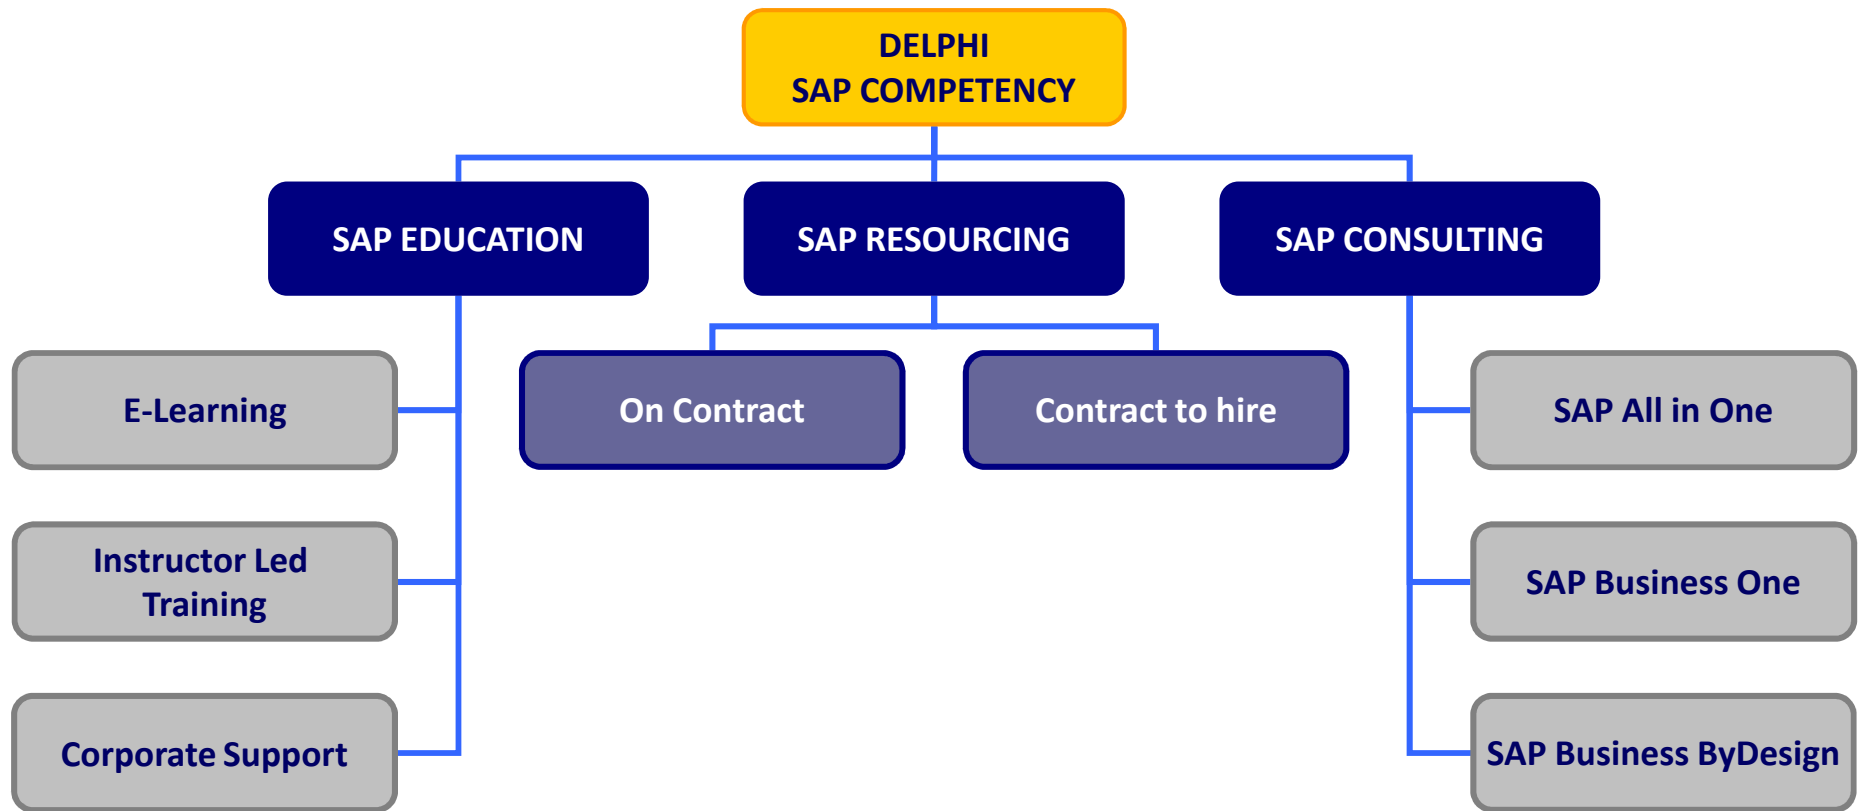 DELPHI
SAP COMPETENCY
SAP EDUCATION
SAP RESOURCING
SAP CONSULTING
E-Learning
On Contract
Contract to hire
SAP All in One
Instructor Led
Training
SAP Business One
Corporate Support
SAP Business ByDesign